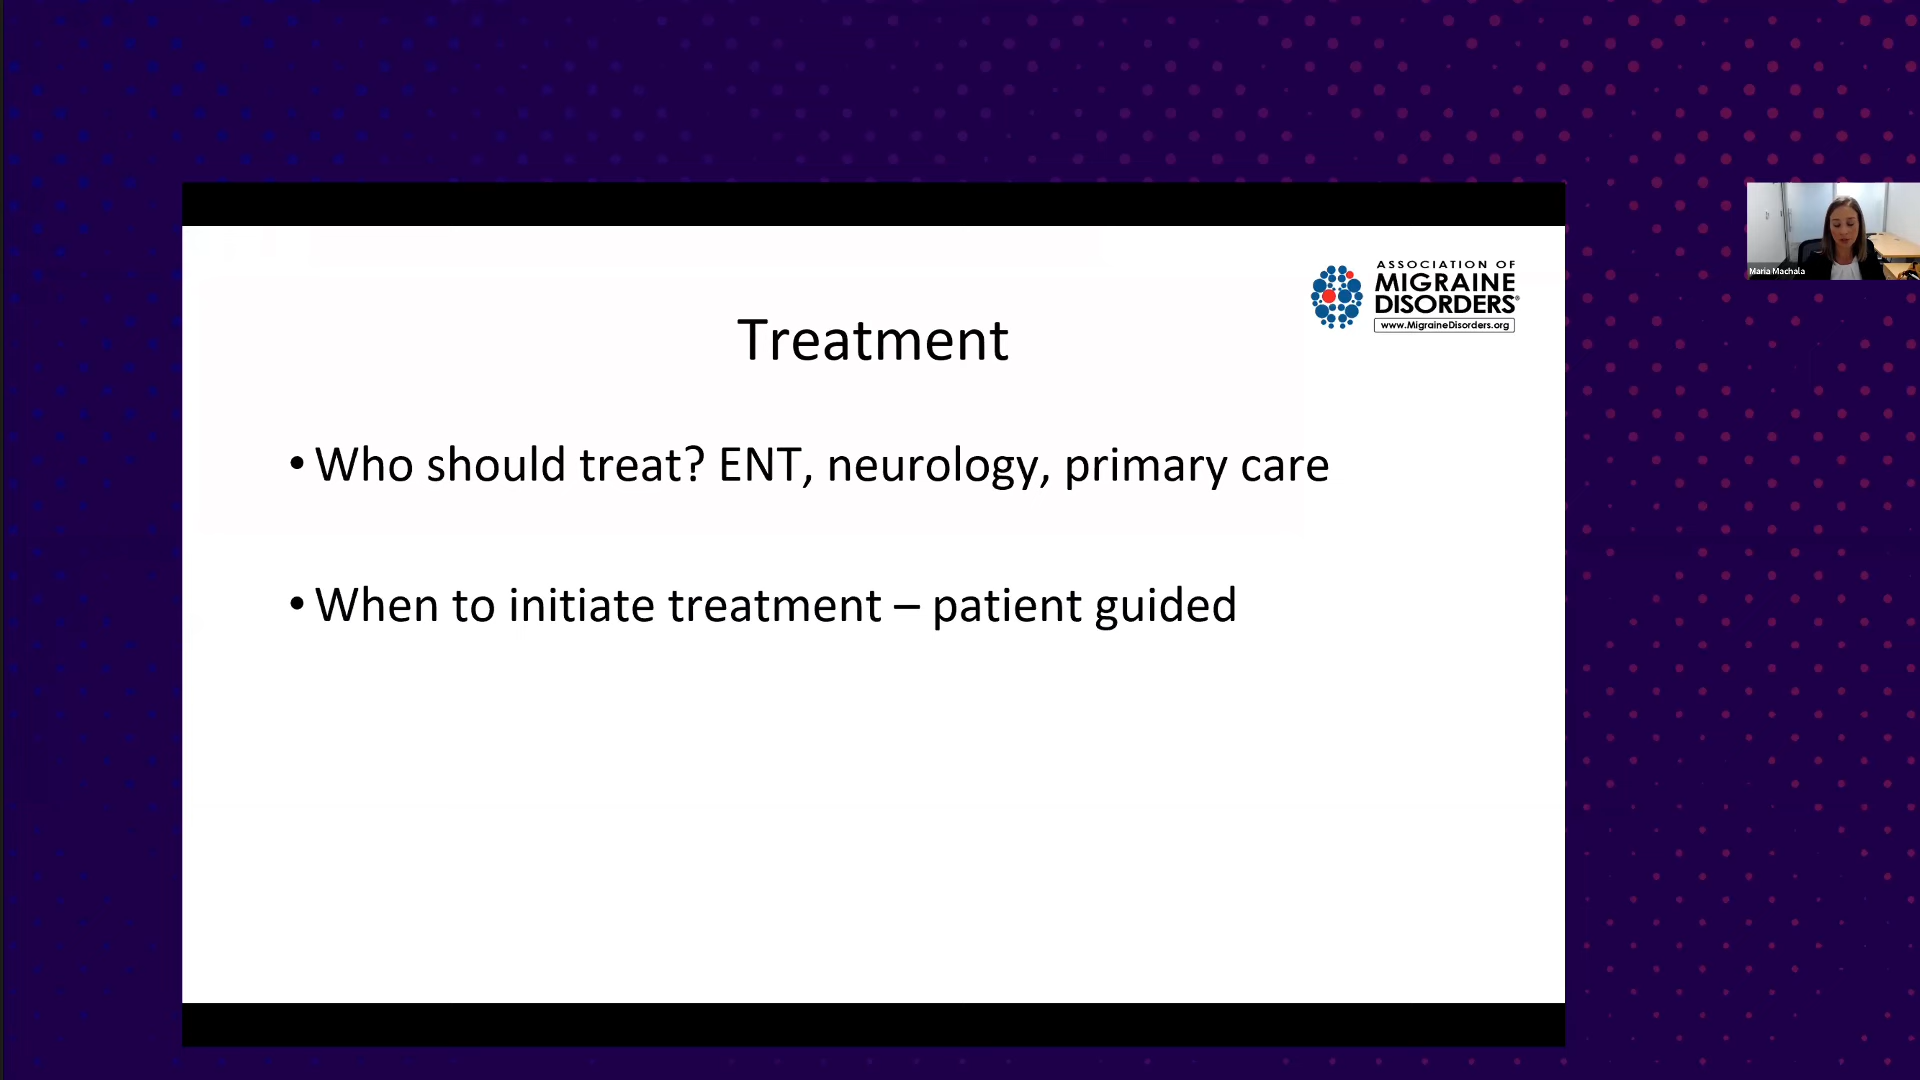 ASSOCIATION OF
MIGRAINE
DISORDERS®
www.MigraineDisorders.org
Treatment
• Who should treat? ENT, neurology, primary care
• When to initiate treatment – patient guided
Maria Machala